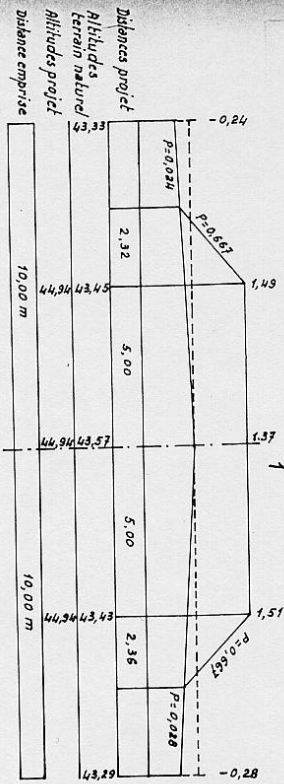 1
-0,24
1,49
1.37
1,51
-0,28
P=0,024
P=0,667
P=0,667
P=0,028
Distances projet
2,32
5,00
5,00
2,36
Altitudes terrain naturel
43,33
43,45
43,57
43,43
43,29
Altitudes projet
44,94
44,94
44,94
Distance emprise
10,00 m
10,00 m